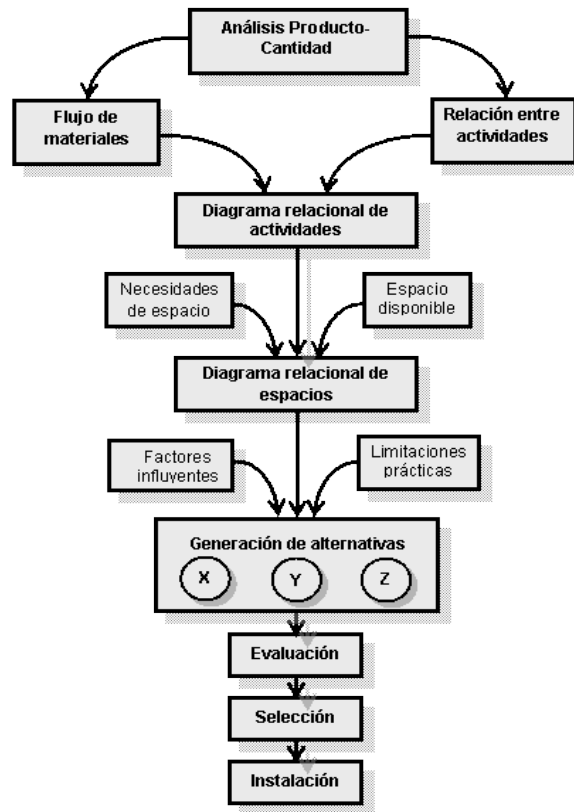 Análisis Producto-
Cantidad
Flujo de
materiales
Relación entre
actividades
Diagrama relacional de
actividades
Necesidades
de espacio
Espacio
disponible
Diagrama relacional de
espacios
Factores
influyentes
Limitaciones
prácticas
Generación de alternativas
X
Y
Z
Evaluación
Selección
Instalación